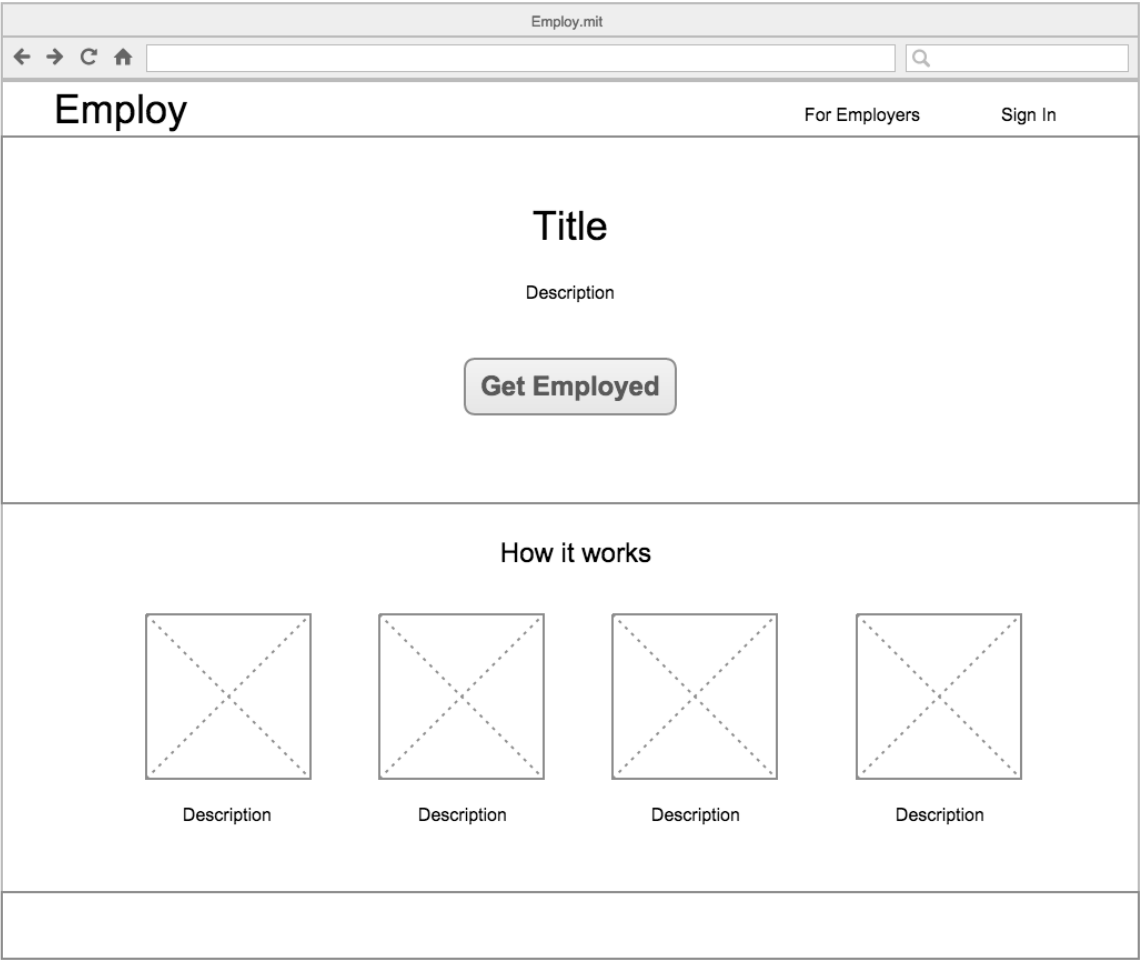 Employ.mit
Employ
For Employers
Sign In
Title
Description
Get Employed
How it works
Description
Description
Description
Description